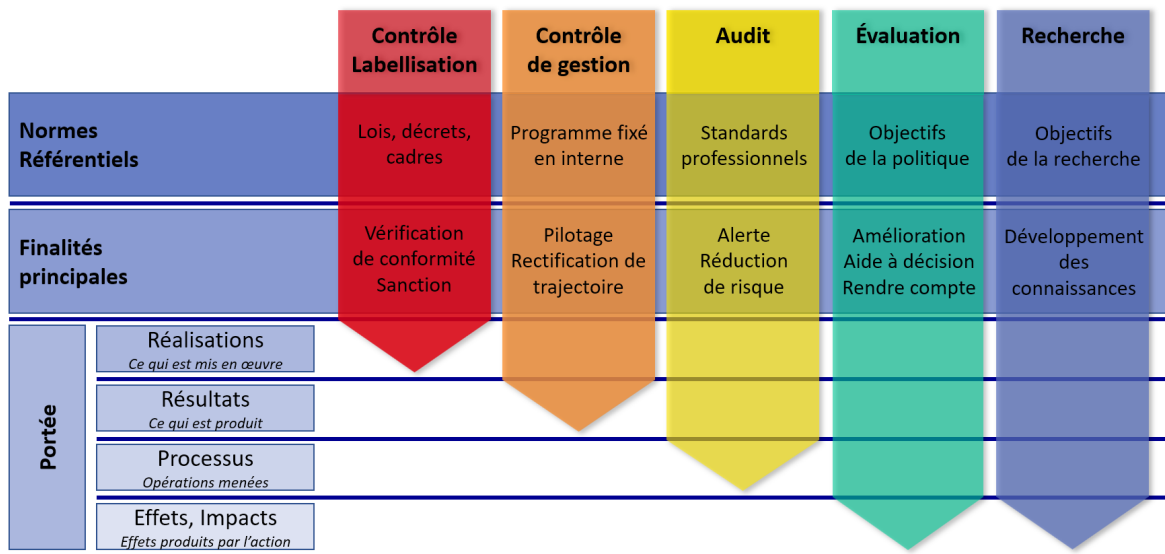 Contrôle
Labellisation
Contrôle
de gestion
Audit
Évaluation
Recherche
Normes
Référentiels
Lois, décrets,
cadres
Programme fixé
en interne
Standards
professionnels
Objectifs
de la politique
Objectifs
de la recherche
Finalités
principales
Vérification
de conformité
Sanction
Pilotage
Rectification de
trajectoire
Alerte
Réduction
de risque
Amélioration
Aide à décision
Rendre compte
Développement
des
connaissances
Portée
Réalisations
Ce qui est mis en œuvre
Résultats
Ce qui est produit
Processus
Opérations menées
Effets, Impacts
Effets produits par l’action